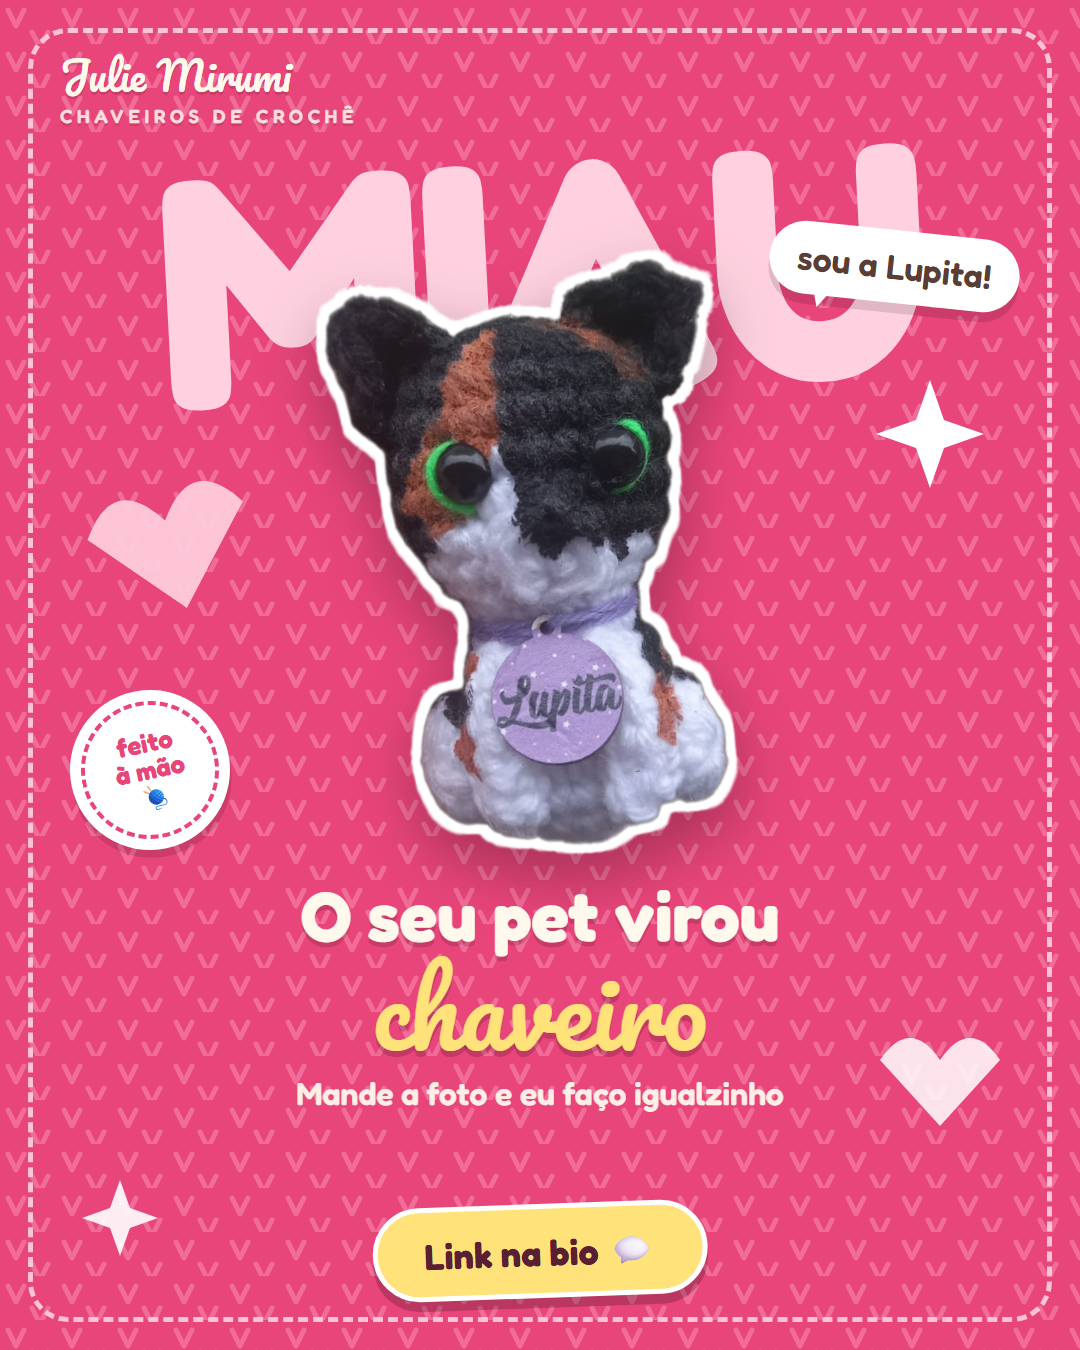 Julie Mirumi
CHAVEIROS DE CROCHÊ
MIAU
sou a Lupita!
Lupita
feito
à mão
O seu pet virou
chaveiro
Mande a foto e eu faço igualzinho
Link na bio